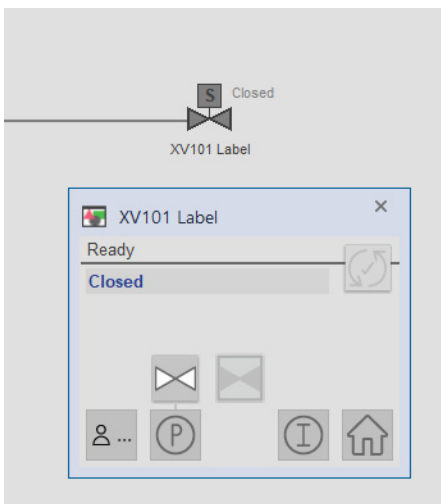 S Closed
XV101 Label
XV101 Label
Ready
Closed
...
P
I